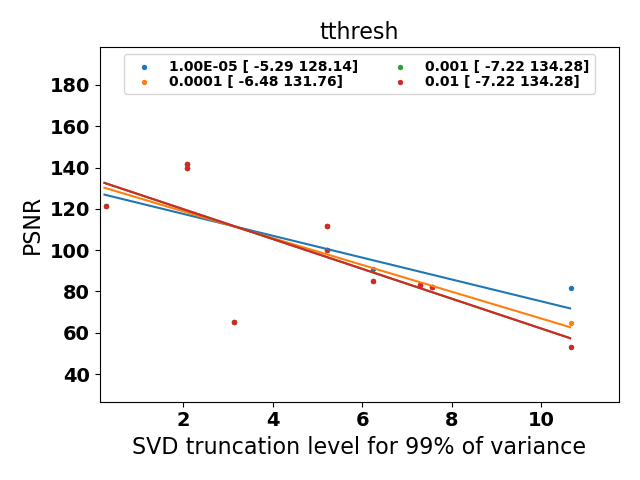 tthresh
1.00E-05 [ -5.29 128.14]
0.0001 [ -6.48 131.76]
0.001 [ -7.22 134.28]
0.01 [ -7.22 134.28]
PSNR
180
160
140
120
100
80
60
40
2 4 6 8 10
SVD truncation level for 99% of variance